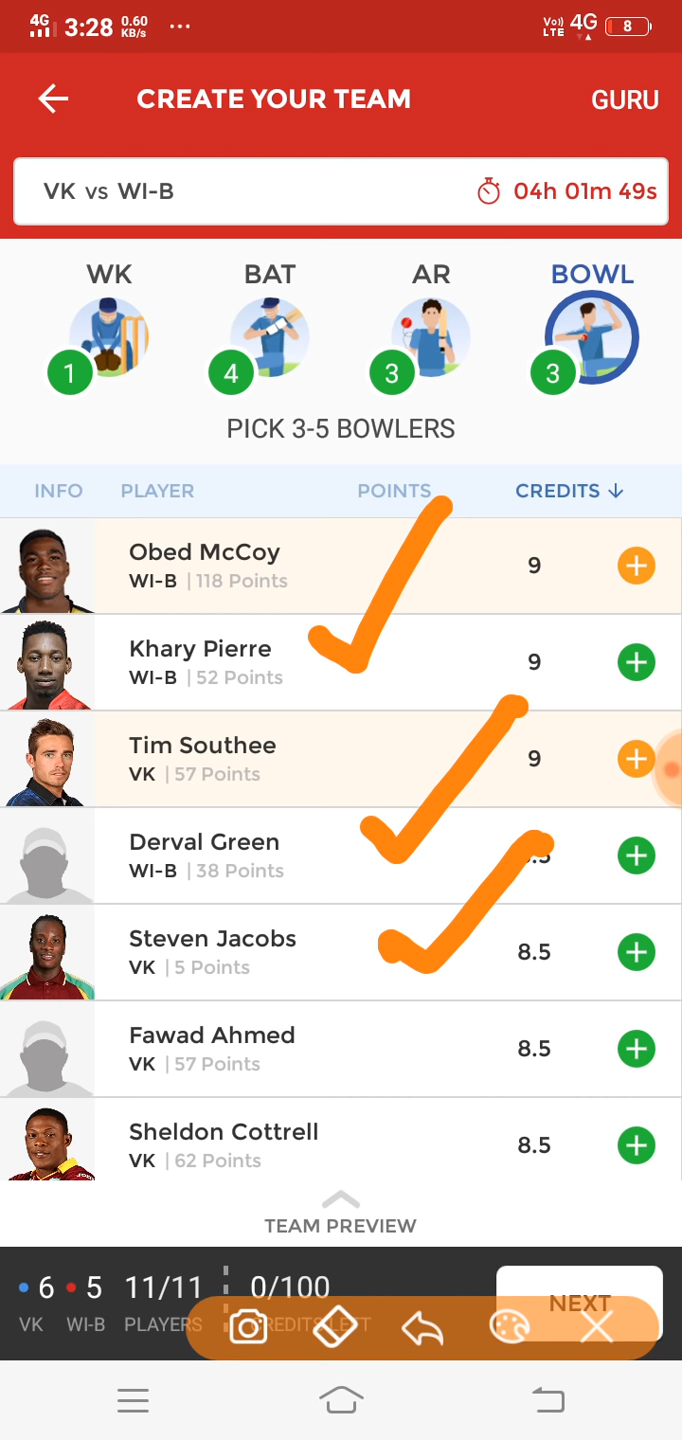 4G 3:28 0.60 KB/s ... Vo)) LTE 4G 8
CREATE YOUR TEAM GURU
VK vs WI-B 04h 01m 49s
WK BAT AR BOWL
1 4 3 3
PICK 3-5 BOWLERS
INFO PLAYER POINTS CREDITS
Obed McCoy
WI-B | 118 Points 9
Khary Pierre
WI-B | 52 Points 9
Tim Southee
VK | 57 Points 9
Derval Green
WI-B | 38 Points .5
Steven Jacobs
VK | 5 Points 8.5
Fawad Ahmed
VK | 57 Points 8.5
Sheldon Cottrell
VK | 62 Points 8.5
TEAM PREVIEW
6 5 11/11 0/100 NEXT
VK WI-B PLAYERS CREDITS LEFT